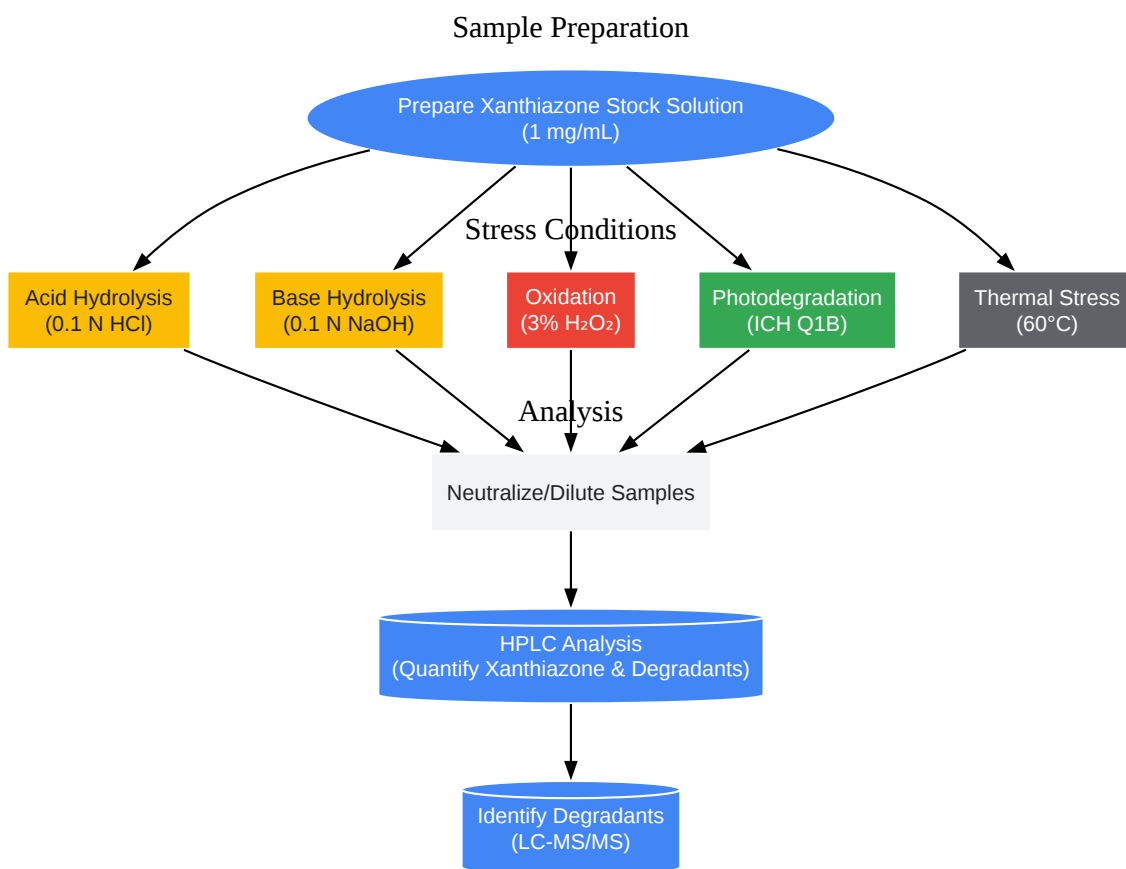 Sample Preparation
Prepare Xanthiazone Stock Solution
(1 mg/mL)
Stress Conditions
Acid Hydrolysis
(0.1 N HCl)
Base Hydrolysis
(0.1 N NaOH)
Oxidation
(3% H₂O₂)
Photodegradation
(ICH Q1B)
Thermal Stress
(60°C)
Analysis
Neutralize/Dilute Samples
HPLC Analysis
(Quantify Xanthiazone & Degradants)
Identify Degradants
(LC-MS/MS)